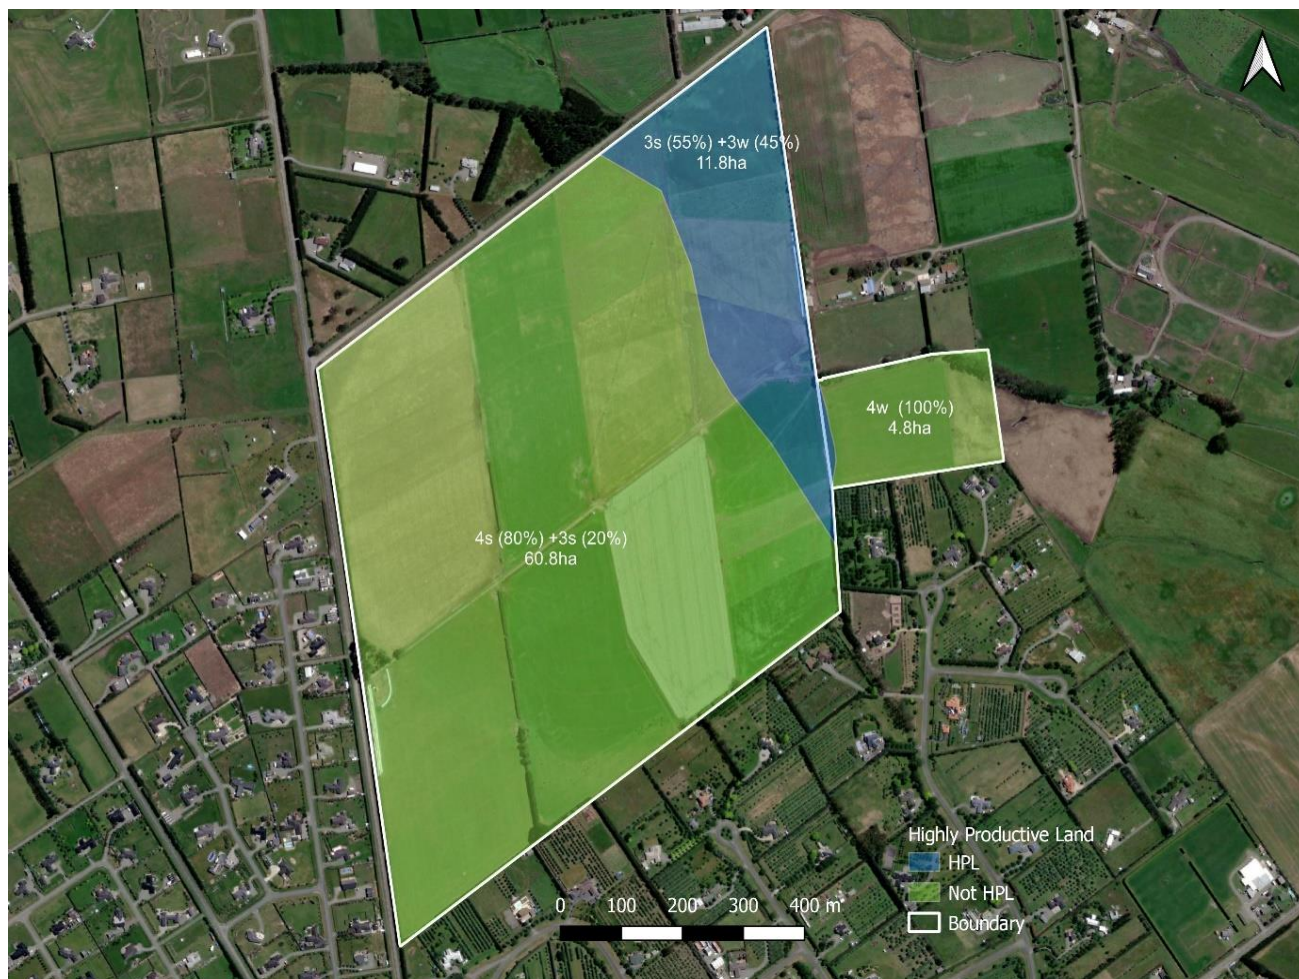 3s (55%) +3w (45%)
11.8ha
4w  (100%)
4.8ha
4s (80%) +3s (20%)
60.8ha
Highly Productive Land
HPL
Not HPL
Boundary
0 100 200 300 400 m